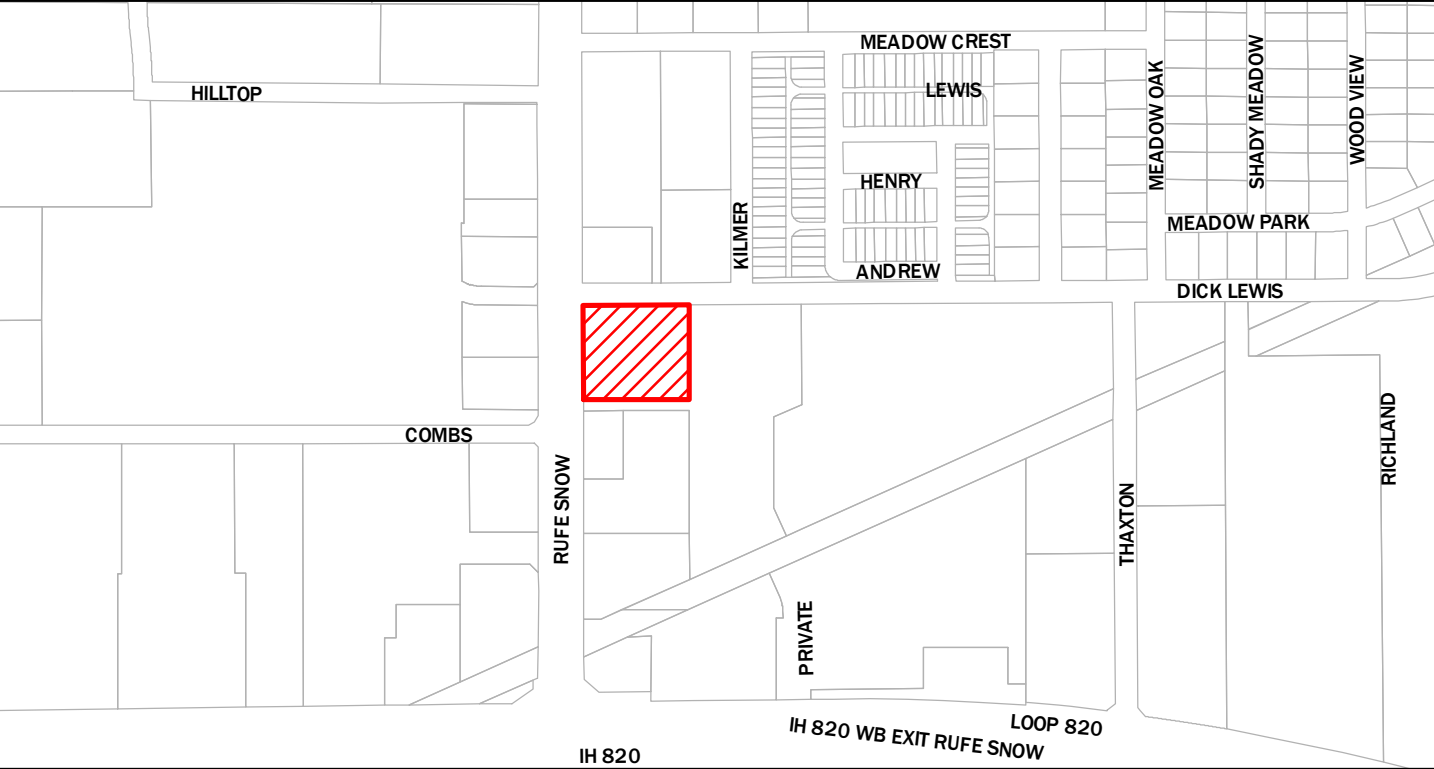 MEADOW CREST
HILLTOP
LEWIS
MEADOW OAK
SHADY MEADOW
WOOD VIEW
HENRY
KILMER
MEADOW PARK
ANDREW
DICK LEWIS
COMBS
RICHLAND
RUFE SNOW
THAXTON
PRIVATE
LOOP 820
IH 820 WB EXIT RUFE SNOW
IH 820